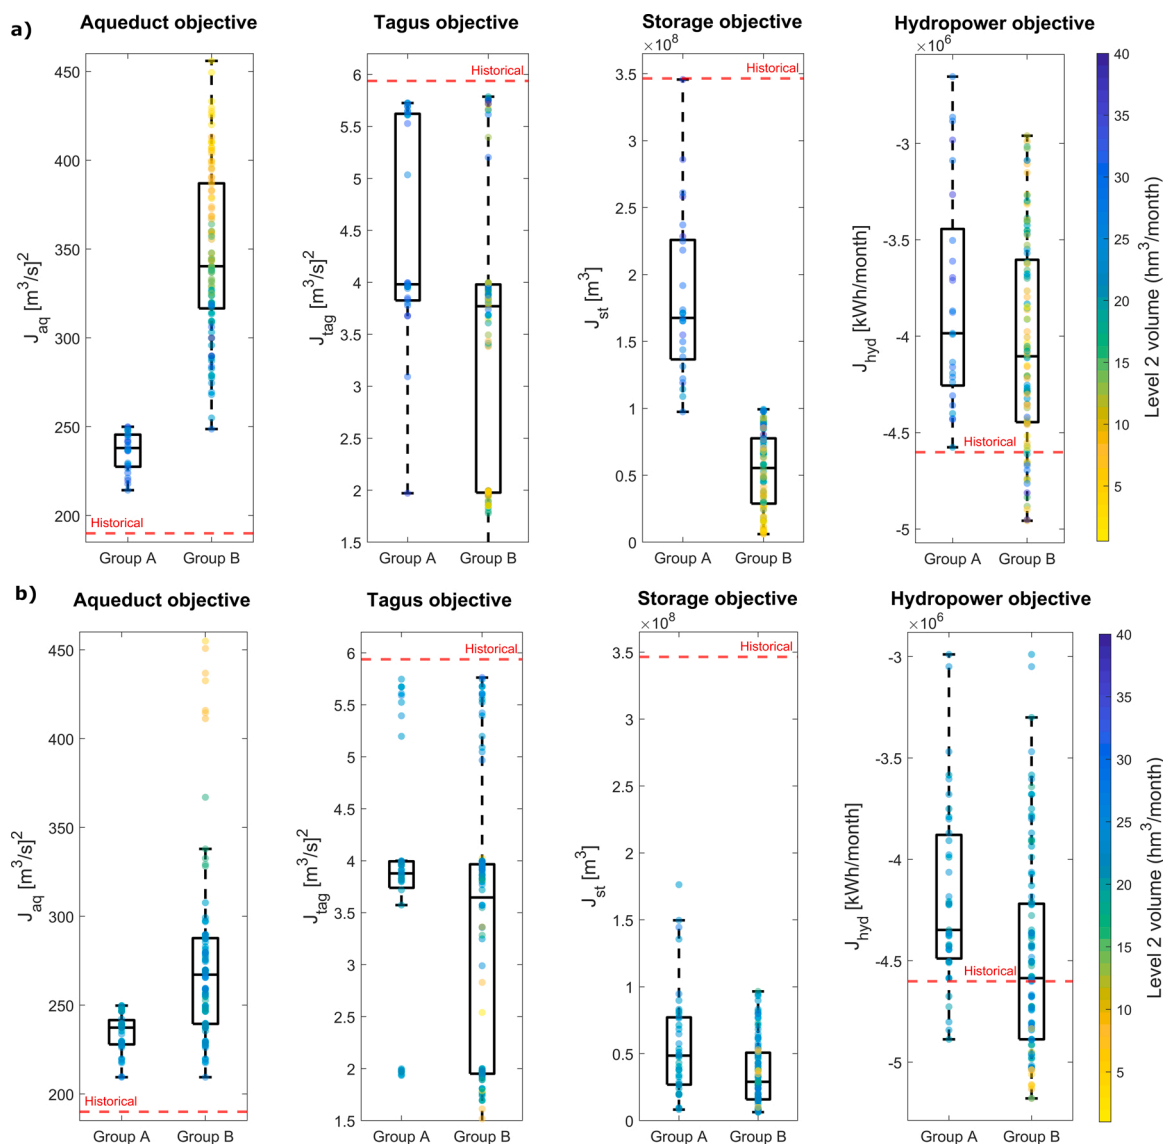 a)
Aqueduct objective
J_aq [m^3/s]^2
450
400
350
300
250
200
Historical
Group A Group B
Tagus objective
J_tag [m^3/s]^2
6
5.5
5
4.5
4
3.5
3
2.5
2
1.5
Historical
Group A Group B
Storage objective
×10^8
J_st [m^3]
3.5
3
2.5
2
1.5
1
0.5
0
Historical
Group A Group B
Hydropower objective
×10^6
J_hyd [kWh/month]
-3
-3.5
-4
-4.5
-5
Historical
Group A Group B
40
35
30
25
20
15
10
5
Level 2 volume (hm^3/month)
b)
Aqueduct objective
J_aq [m^3/s]^2
450
400
350
300
250
200
Historical
Group A Group B
Tagus objective
J_tag [m^3/s]^2
6
5.5
5
4.5
4
3.5
3
2.5
2
1.5
Historical
Group A Group B
Storage objective
×10^8
J_st [m^3]
3.5
3
2.5
2
1.5
1
0.5
0
Historical
Group A Group B
Hydropower objective
×10^6
J_hyd [kWh/month]
-3
-3.5
-4
-4.5
-5
Historical
Group A Group B
40
35
30
25
20
15
10
5
Level 2 volume (hm^3/month)